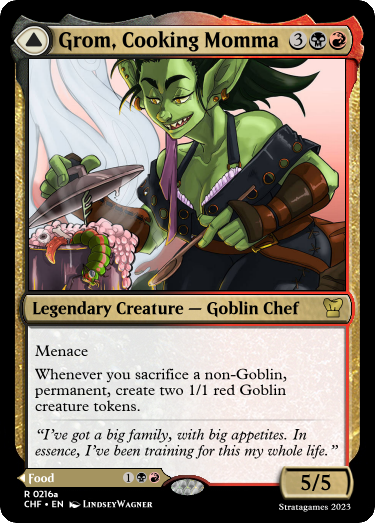 Grom, Cooking Momma 3
Legendary Creature — Goblin Chef
Menace
Whenever you sacrifice a non-Goblin,
permanent, create two 1/1 red Goblin
creature tokens.
“I’ve got a big family, with big appetites. In
essence, I’ve been training for this my whole life.”
Food 1
5/5
R 0216a
CHF • EN LindseyWagner
Stratagames 2023